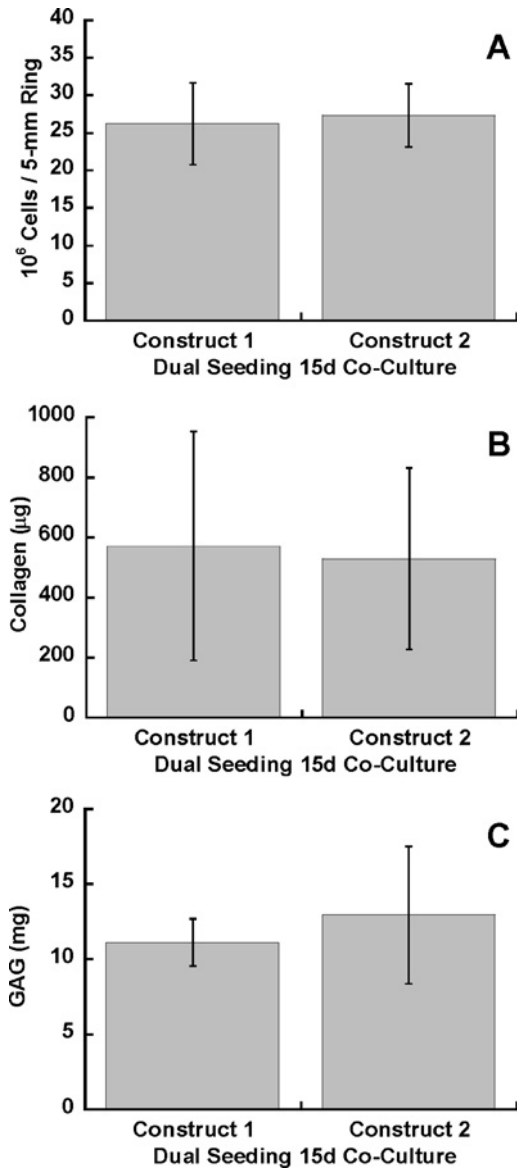 A
10⁶ Cells / 5-mm Ring
40
35
30
25
20
15
10
5
0
Construct 1 Construct 2
Dual Seeding 15d Co-Culture
B
Collagen (µg)
1000
800
600
400
200
0
Construct 1 Construct 2
Dual Seeding 15d Co-Culture
C
GAG (mg)
20
15
10
5
0
Construct 1 Construct 2
Dual Seeding 15d Co-Culture